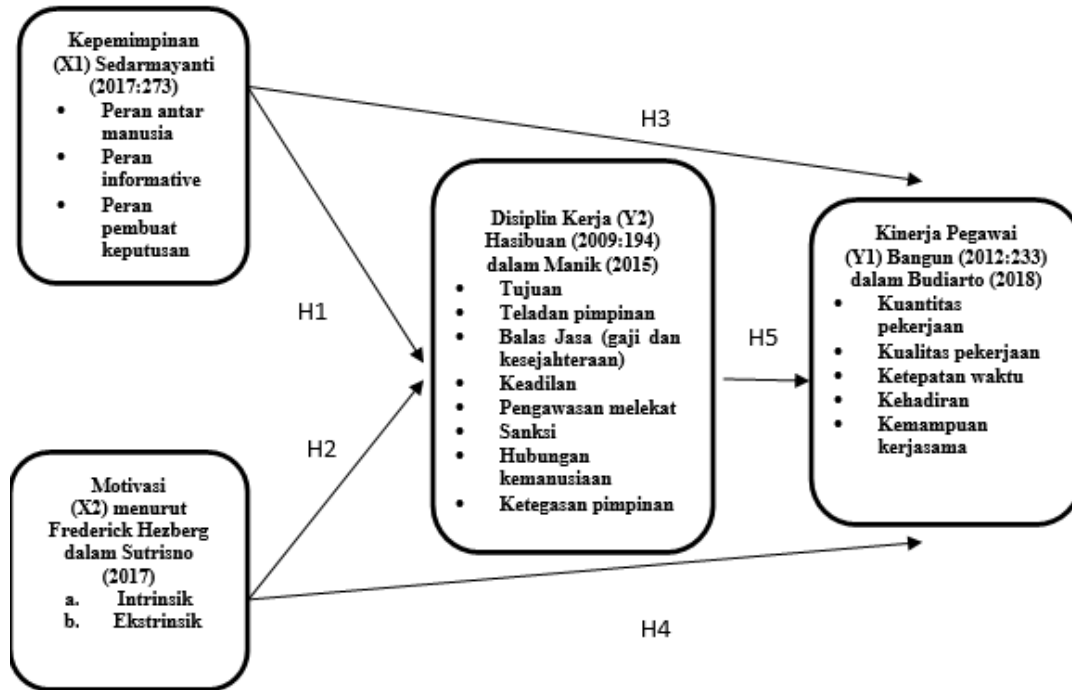 Kepemimpinan
(X1) Sedarmayanti
(2017:273)
• Peran antar
manusia
• Peran
informative
• Peran
pembuat
keputusan
H3
Disiplin Kerja (Y2)
Hasibuan (2009:194)
dalam Manik (2015)
• Tujuan
• Teladan pimpinan
• Balas Jasa (gaji dan
kesejahteraan)
• Keadilan
• Pengawasan melekat
• Sanksi
• Hubungan
kemanusiaan
• Ketegasan pimpinan
Kinerja Pegawai
(Y1) Bangun (2012:233)
dalam Budiarto (2018)
• Kuantitas
pekerjaan
• Kualitas pekerjaan
• Ketepatan waktu
• Kehadiran
• Kemampuan
kerjasama
H1
H5
H2
Motivasi
(X2) menurut
Frederick Hezberg
dalam Sutrisno
(2017)
a. Intrinsik
b. Ekstrinsik
H4